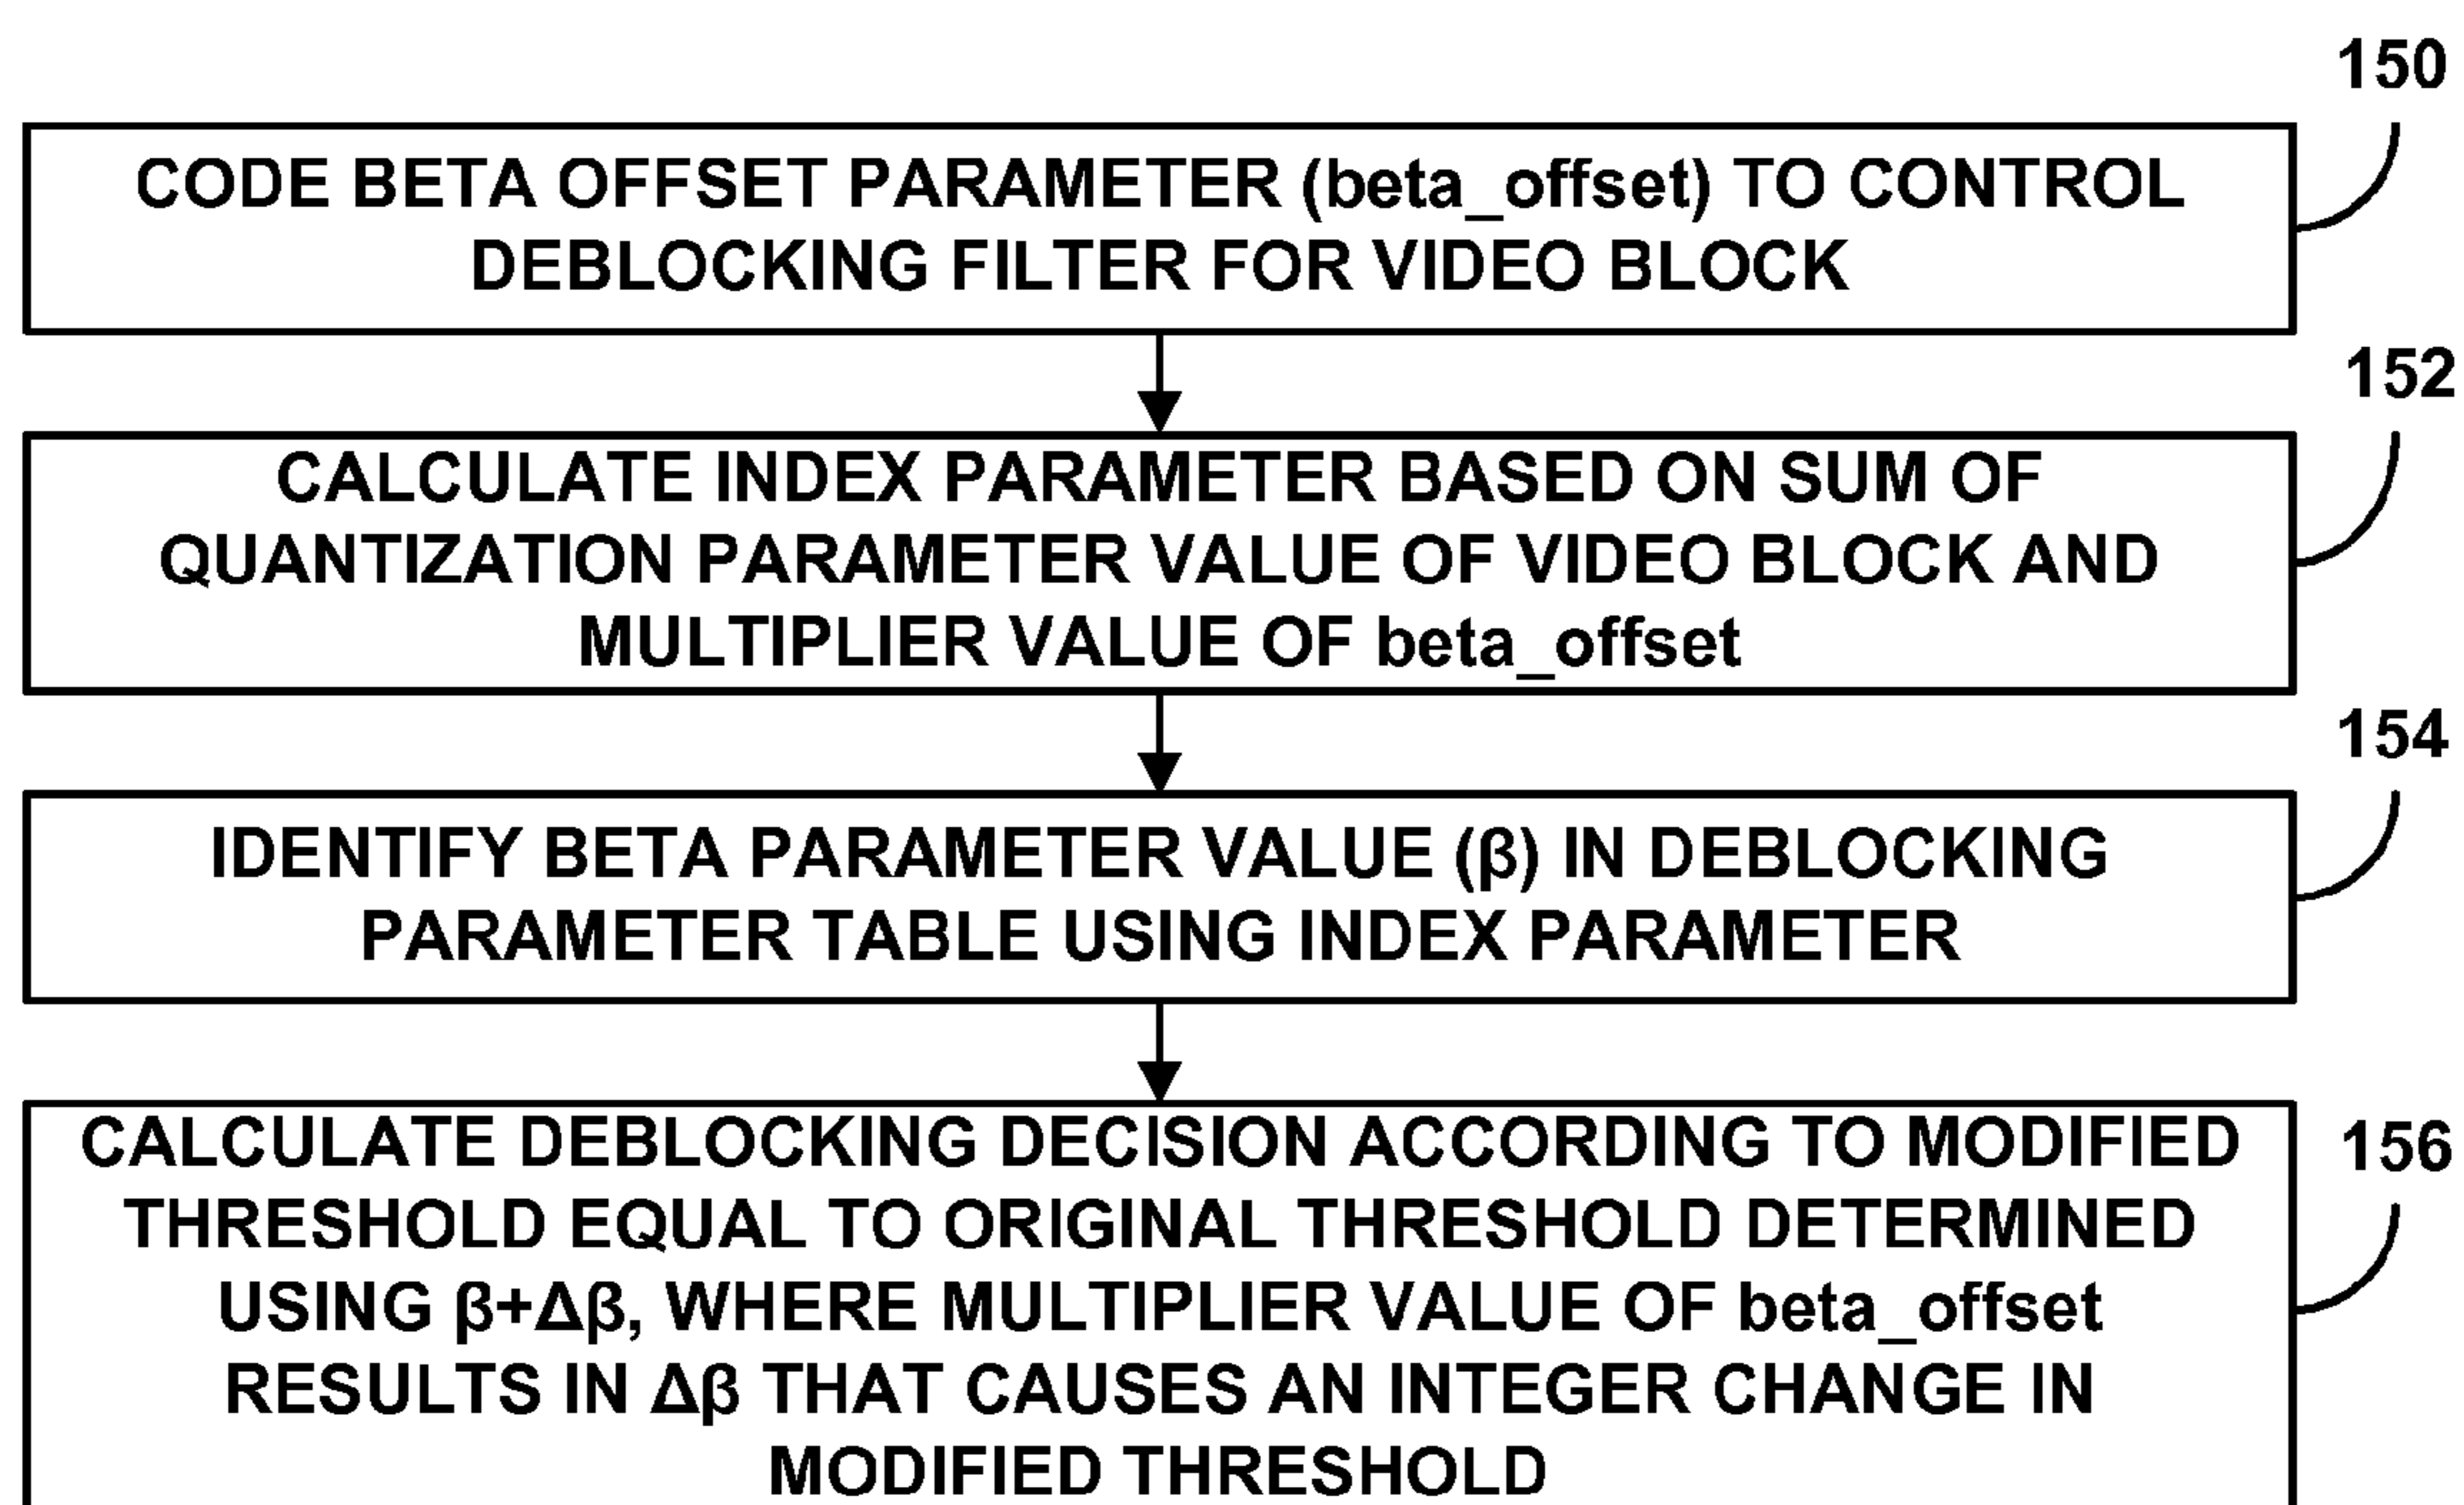 150
CODE BETA OFFSET PARAMETER (beta_offset) TO CONTROL
DEBLOCKING FILTER FOR VIDEO BLOCK
152
CALCULATE INDEX PARAMETER BASED ON SUM OF
QUANTIZATION PARAMETER VALUE OF VIDEO BLOCK AND
MULTIPLIER VALUE OF beta_offset
154
IDENTIFY BETA PARAMETER VALUE (β) IN DEBLOCKING
PARAMETER TABLE USING INDEX PARAMETER
156
CALCULATE DEBLOCKING DECISION ACCORDING TO MODIFIED
THRESHOLD EQUAL TO ORIGINAL THRESHOLD DETERMINED
USING β+Δβ, WHERE MULTIPLIER VALUE OF beta_offset
RESULTS IN Δβ THAT CAUSES AN INTEGER CHANGE IN
MODIFIED THRESHOLD